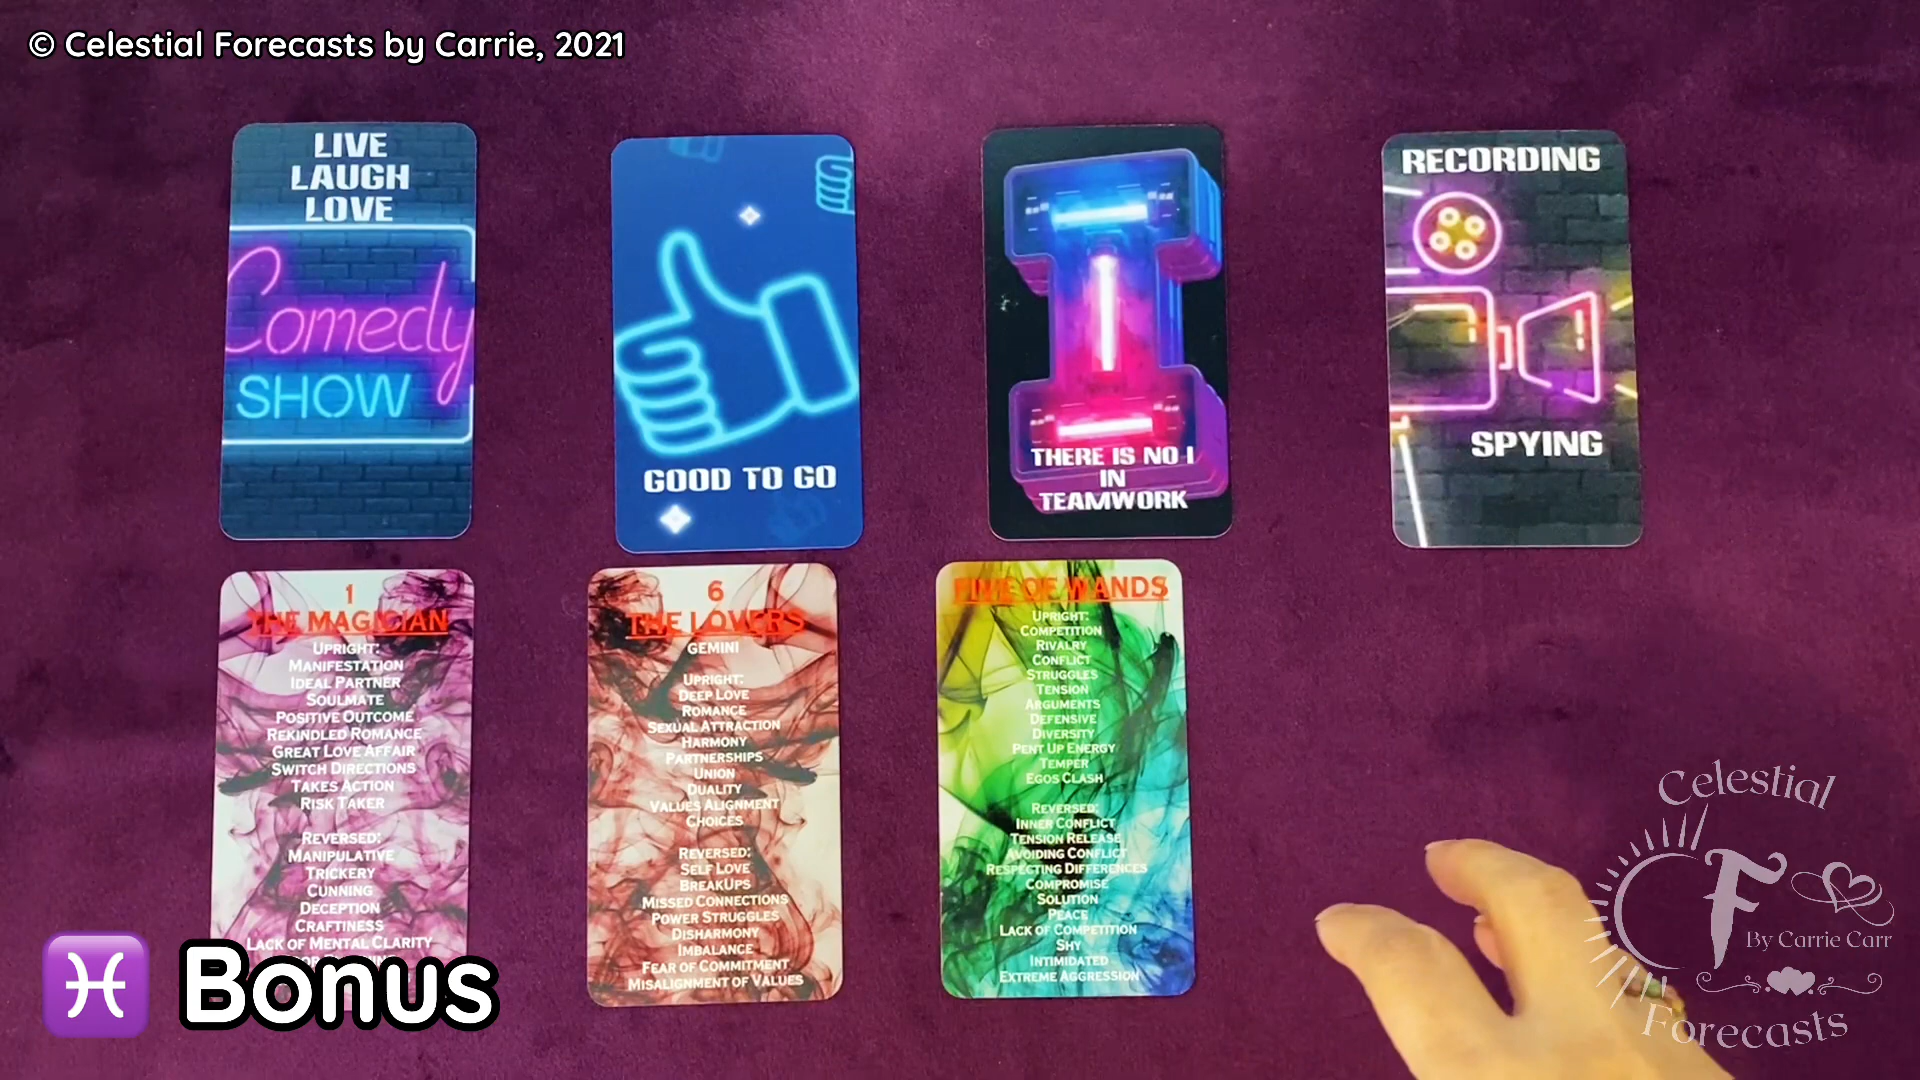 © Celestial Forecasts by Carrie, 2021
LIVE
LAUGH
LOVE
Comedy
SHOW
GOOD TO GO
THERE IS NO I
IN
TEAMWORK
RECORDING
SPYING
1
THE MAGICIAN
UPRIGHT:
MANIFESTATION
IDEAL PARTNER
SOULMATE
POSITIVE OUTCOME
REKINDLED ROMANCE
GREAT LOVE AFFAIR
SWITCH DIRECTIONS
TAKES ACTION
RISK TAKER
REVERSED:
MANIPULATIVE
TRICKERY
CUNNING
DECEPTION
CRAFTINESS
LACK OF MENTAL CLARITY
6
THE LOVERS
GEMINI
UPRIGHT:
DEEP LOVE
ROMANCE
SEXUAL ATTRACTION
HARMONY
PARTNERSHIPS
UNION
DUALITY
VALUES ALIGNMENT
CHOICES
REVERSED:
SELF LOVE
BREAKUPS
MISSED CONNECTIONS
POWER STRUGGLES
DISHARMONY
IMBALANCE
FEAR OF COMMITMENT
MISALIGNMENT OF VALUES
FIVE OF WANDS
UPRIGHT:
COMPETITION
RIVALRY
CONFLICT
STRUGGLES
TENSION
ARGUMENTS
DEFENSIVE
DIVERSITY
PENT UP ENERGY
TEMPER
EGOS CLASH
REVERSED:
INNER CONFLICT
TENSION RELEASE
AVOIDING CONFLICT
RESPECTING DIFFERENCES
COMPROMISE
SOLUTION
PEACE
LACK OF COMPETITION
SHY
INTIMIDATED
EXTREME AGGRESSION
♓ Bonus
Celestial
F
By Carrie Carr
Forecasts